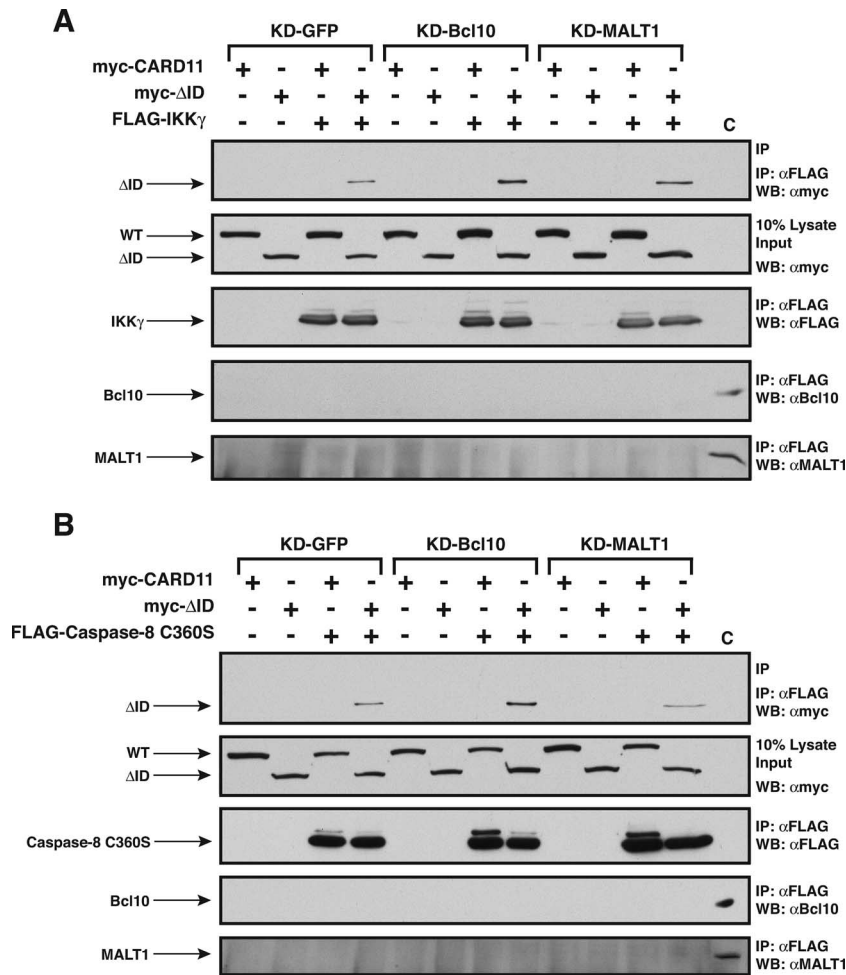 A
KD-GFP KD-Bcl10 KD-MALT1
myc-CARD11 + - + - + - + - + - + -
myc-ΔID - + - + - + - + - + - +
FLAG-IKKγ - - + + - - + + - - + + C
IP
IP: αFLAG
ΔID WB: αmyc
WT 10% Lysate
Input
ΔID WB: αmyc
IP: αFLAG
IKKγ WB: αFLAG
IP: αFLAG
Bcl10 WB: αBcl10
IP: αFLAG
MALT1 WB: αMALT1
B
KD-GFP KD-Bcl10 KD-MALT1
myc-CARD11 + - + - + - + - + - + -
myc-ΔID - + - + - + - + - + - +
FLAG-Caspase-8 C360S - - + + - - + + - - + + C
IP
IP: αFLAG
ΔID WB: αmyc
WT 10% Lysate
Input
ΔID WB: αmyc
IP: αFLAG
Caspase-8 C360S WB: αFLAG
IP: αFLAG
Bcl10 WB: αBcl10
IP: αFLAG
MALT1 WB: αMALT1